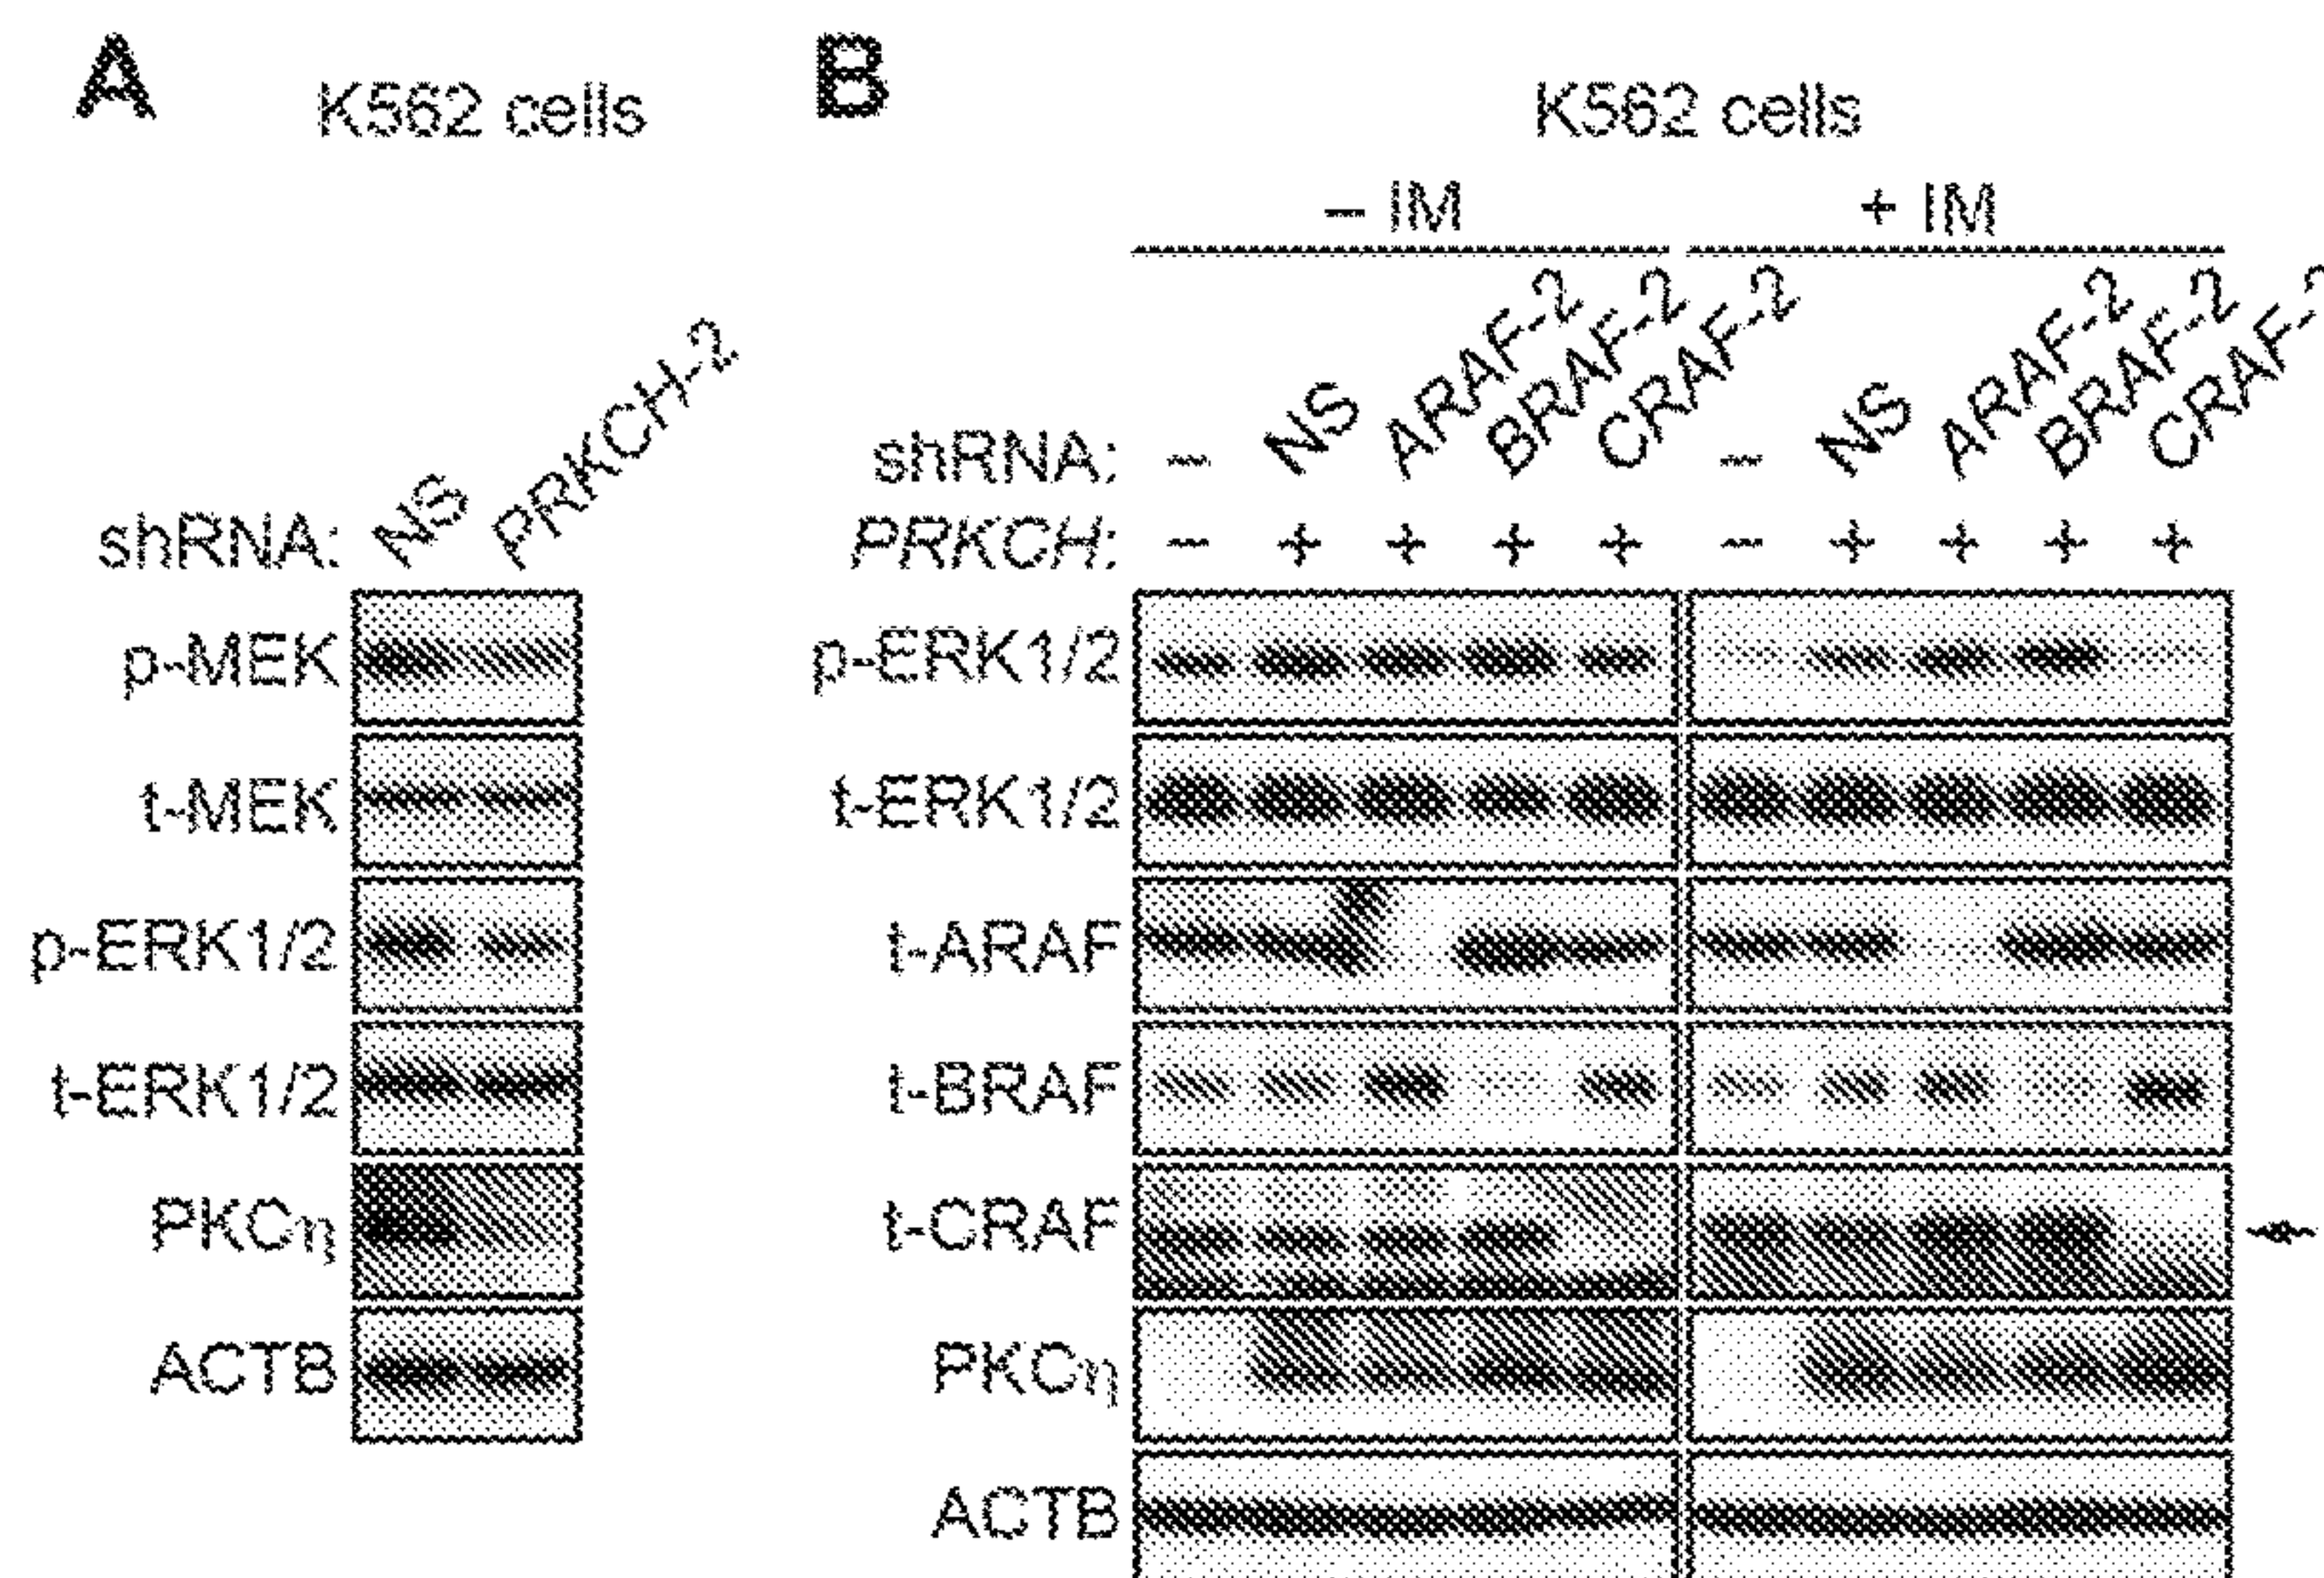 A
K562 cells
shRNA: NS PRKCH-2
p-MEK
t-MEK
p-ERK1/2
t-ERK1/2
PKCη
ACTB
B
K562 cells
– IM + IM
shRNA: – NS ARAF-2 BRAF-2 CRAF-2 – NS ARAF-2 BRAF-2 CRAF-2
PRKCH: – + + + + – + + + +
p-ERK1/2
t-ERK1/2
t-ARAF
t-BRAF
t-CRAF
PKCη
ACTB